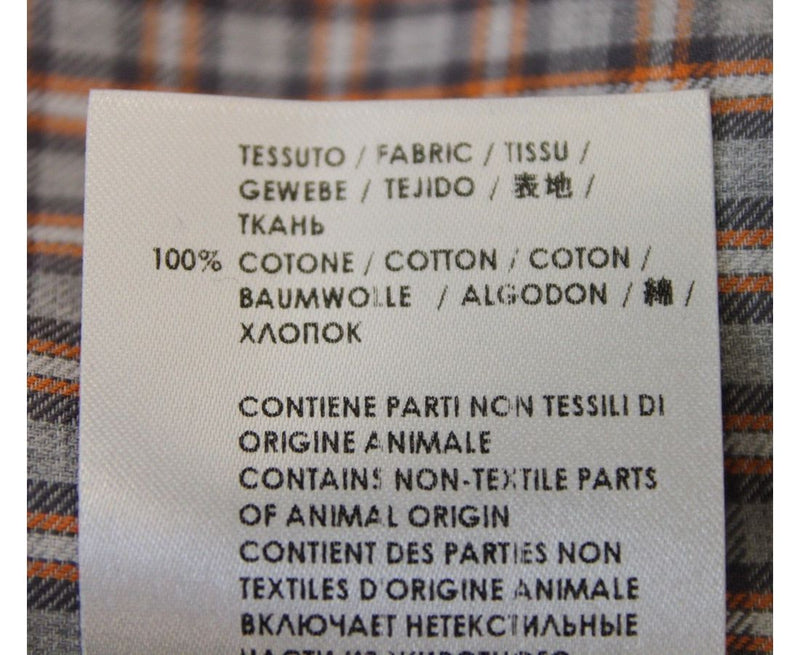 TESSUTO / FABRIC / TISSU /
GEWEBE / TEJIDO / 表地 /
ТКАНЬ
100% COTONE / COTTON / COTON /
BAUMWOLLE / ALGODON / 綿 /
ХЛОПОК
CONTIENE PARTI NON TESSILI DI
ORIGINE ANIMALE
CONTAINS NON-TEXTILE PARTS
OF ANIMAL ORIGIN
CONTIENT DES PARTIES NON
TEXTILES D'ORIGINE ANIMALE
ВКЛЮЧАЕТ НЕТЕКСТИЛЬНЫЕ